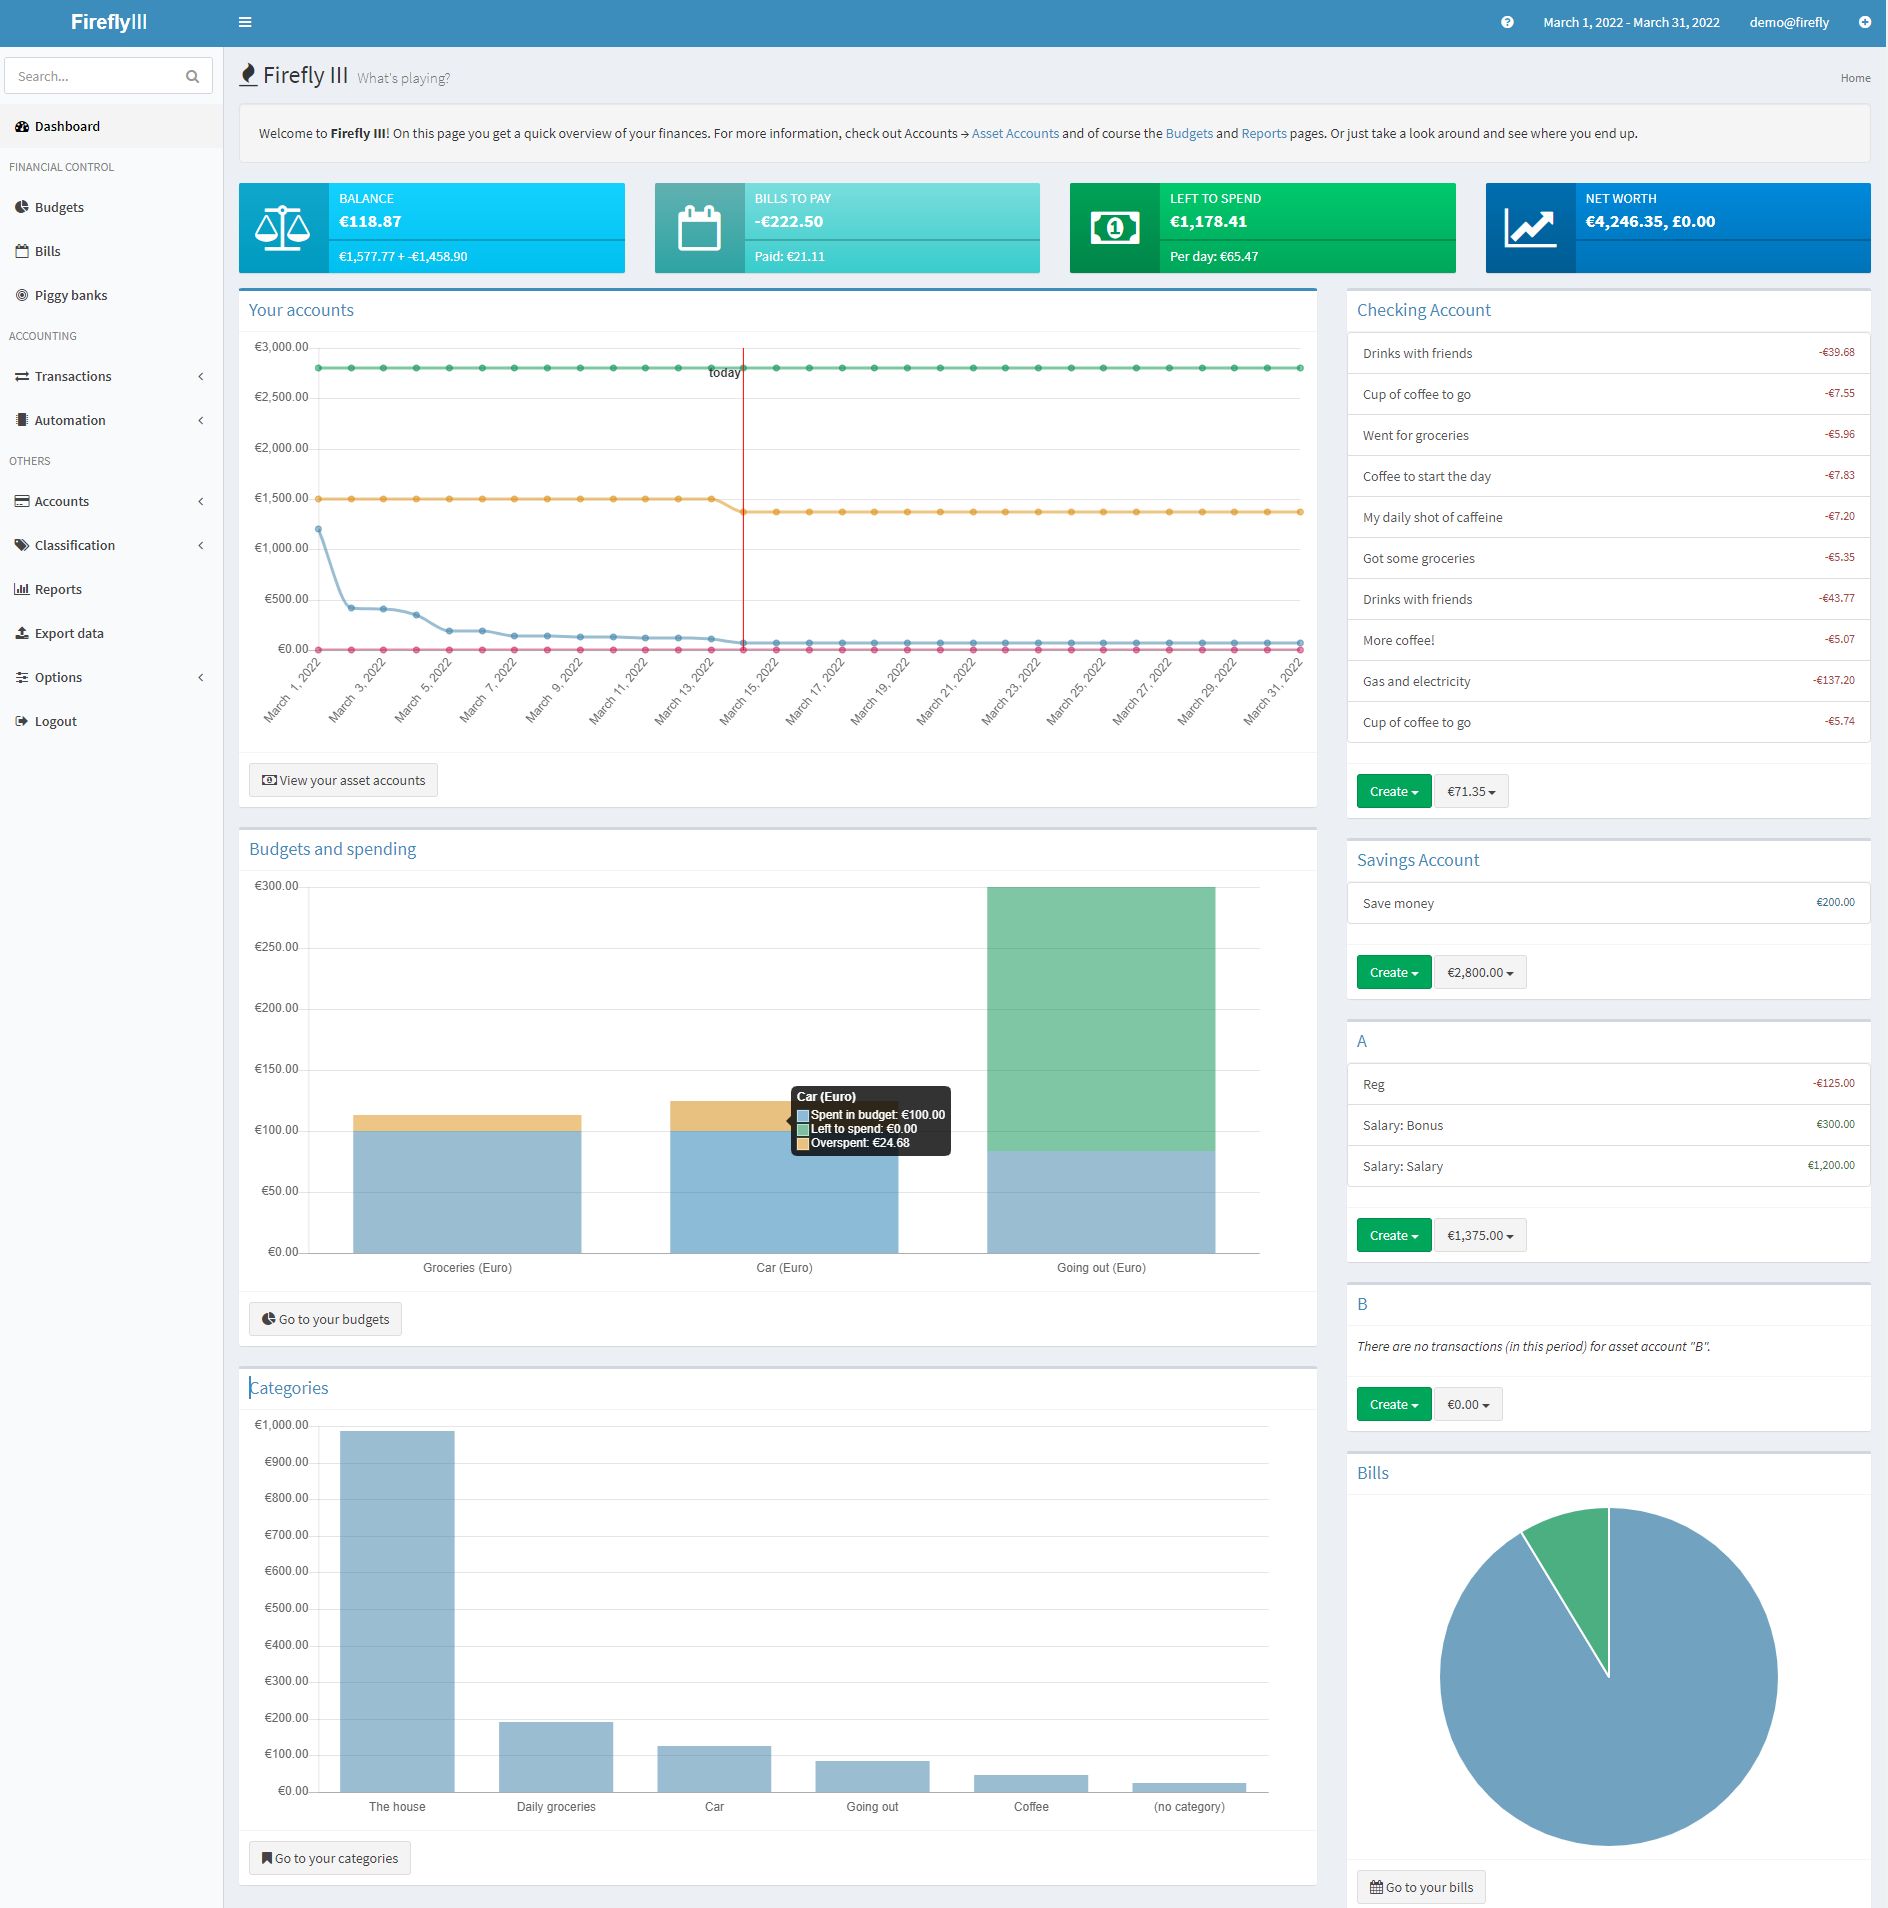 FireflyIII
March 1, 2022 - March 31, 2022
demo@firefly
Search...
Dashboard
FINANCIAL CONTROL
Budgets
Bills
Piggy banks
ACCOUNTING
Transactions
Automation
OTHERS
Accounts
Classification
Reports
Export data
Options
Logout
Firefly III What's playing?
Home
Welcome to Firefly III! On this page you get a quick overview of your finances. For more information, check out Accounts → Asset Accounts and of course the Budgets and Reports pages. Or just take a look around and see where you end up.
BALANCE
€118.87
€1,577.77 + -€1,458.90
BILLS TO PAY
-€222.50
Paid: €21.11
LEFT TO SPEND
€1,178.41
Per day: €65.47
NET WORTH
€4,246.35, £0.00
Your accounts
€3,000.00
€2,500.00
€2,000.00
€1,500.00
€1,000.00
€500.00
€0.00
today
March 1, 2022
March 3, 2022
March 5, 2022
March 7, 2022
March 9, 2022
March 11, 2022
March 13, 2022
March 15, 2022
March 17, 2022
March 19, 2022
March 21, 2022
March 23, 2022
March 25, 2022
March 27, 2022
March 29, 2022
March 31, 2022
View your asset accounts
Budgets and spending
€300.00
€250.00
€200.00
€150.00
€100.00
€50.00
€0.00
Car (Euro)
Spent in budget: €100.00
Left to spend: €0.00
Overspent: €24.68
Groceries (Euro)
Car (Euro)
Going out (Euro)
Go to your budgets
Categories
€1,000.00
€900.00
€800.00
€700.00
€600.00
€500.00
€400.00
€300.00
€200.00
€100.00
€0.00
The house
Daily groceries
Car
Going out
Coffee
(no category)
Go to your categories
Checking Account
Drinks with friends -€39.68
Cup of coffee to go -€7.55
Went for groceries -€5.96
Coffee to start the day -€7.83
My daily shot of caffeine -€7.20
Got some groceries -€5.35
Drinks with friends -€43.77
More coffee! -€5.07
Gas and electricity -€137.20
Cup of coffee to go -€5.74
Create €71.35
Savings Account
Save money €200.00
Create €2,800.00
A
Reg -€125.00
Salary: Bonus €300.00
Salary: Salary €1,200.00
Create €1,375.00
B
There are no transactions (in this period) for asset account "B".
Create €0.00
Bills
Go to your bills